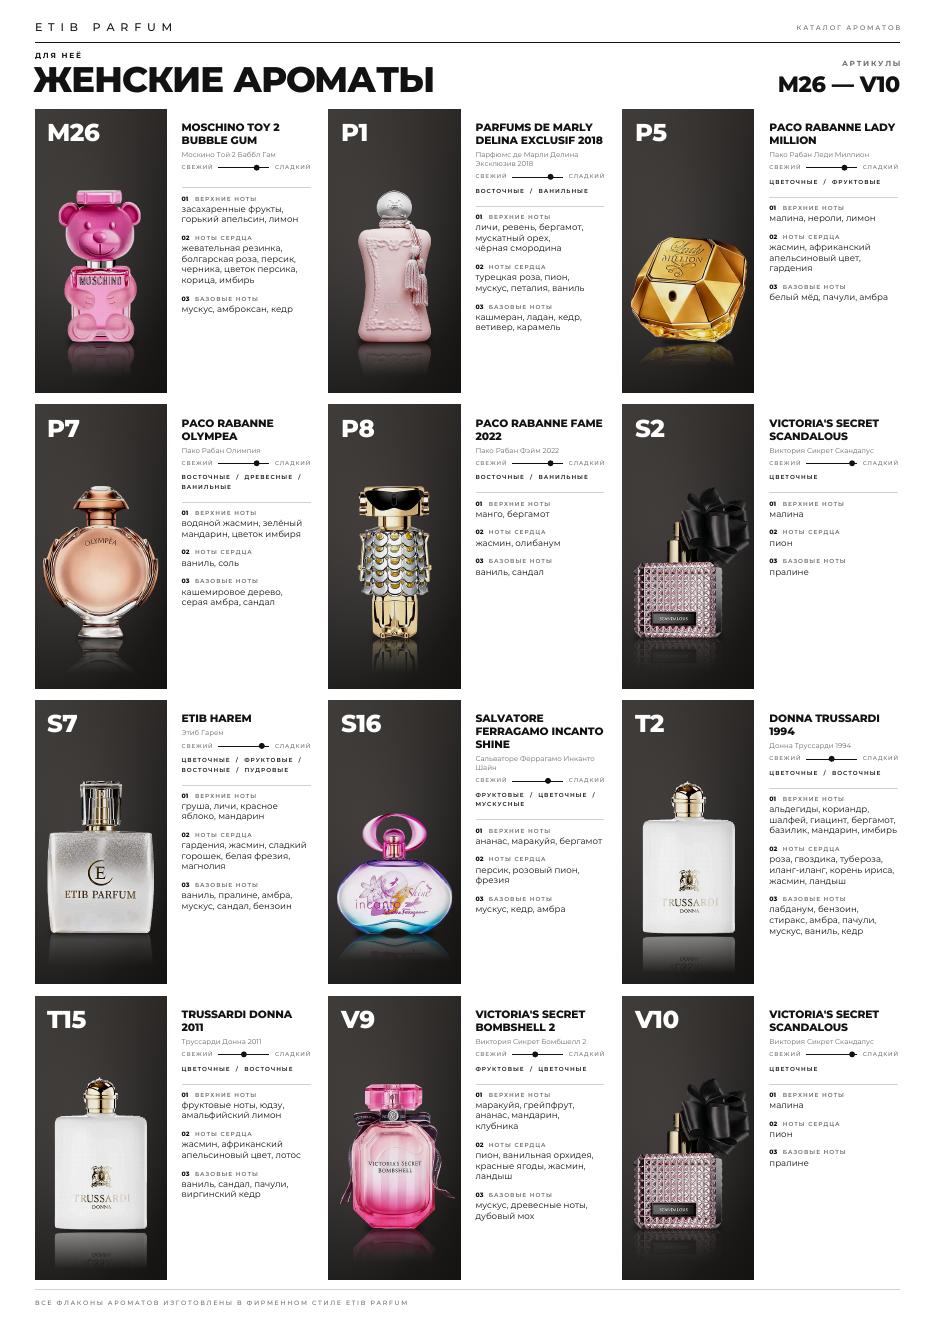 ETIB PARFUM
КАТАЛОГ АРОМАТОВ
ДЛЯ НЕЁ
ЖЕНСКИЕ АРОМАТЫ
АРТИКУЛЫ
M26 — V10
M26
MOSCHINO
MOSCHINO TOY 2
BUBBLE GUM
Москино Той 2 Баббл Гам
СВЕЖИЙ СЛАДКИЙ
01 ВЕРХНИЕ НОТЫ
засахаренные фрукты,
горький апельсин, лимон
02 НОТЫ СЕРДЦА
жевательная резинка,
болгарская роза, персик,
черника, цветок персика,
корица, имбирь
03 БАЗОВЫЕ НОТЫ
мускус, амброксан, кедр
P1
PARFUMS DE MARLY
DELINA EXCLUSIF 2018
Парфюмс де Марли Делина
Эксклюзив 2018
СВЕЖИЙ СЛАДКИЙ
ВОСТОЧНЫЕ / ВАНИЛЬНЫЕ
01 ВЕРХНИЕ НОТЫ
личи, ревень, бергамот,
мускатный орех,
чёрная смородина
02 НОТЫ СЕРДЦА
турецкая роза, пион,
мускус, петалия, ваниль
03 БАЗОВЫЕ НОТЫ
кашмеран, ладан, кедр,
ветивер, карамель
P5
Lady
MILLION
PACO RABANNE LADY
MILLION
Пако Рабан Леди Миллион
СВЕЖИЙ СЛАДКИЙ
ЦВЕТОЧНЫЕ / ФРУКТОВЫЕ
01 ВЕРХНИЕ НОТЫ
малина, нероли, лимон
02 НОТЫ СЕРДЦА
жасмин, африканский
апельсиновый цвет,
гардения
03 БАЗОВЫЕ НОТЫ
белый мёд, пачули, амбра
P7
OLYMPÉA
PACO RABANNE
OLYMPEA
Пако Рабан Олимпия
СВЕЖИЙ СЛАДКИЙ
ВОСТОЧНЫЕ / ДРЕВЕСНЫЕ /
ВАНИЛЬНЫЕ
01 ВЕРХНИЕ НОТЫ
водяной жасмин, зелёный
мандарин, цветок имбиря
02 НОТЫ СЕРДЦА
ваниль, соль
03 БАЗОВЫЕ НОТЫ
кашемировое дерево,
серая амбра, сандал
P8
PACO RABANNE FAME
2022
Пако Рабан Фэйм 2022
СВЕЖИЙ СЛАДКИЙ
ВОСТОЧНЫЕ / ВАНИЛЬНЫЕ
01 ВЕРХНИЕ НОТЫ
манго, бергамот
02 НОТЫ СЕРДЦА
жасмин, олибанум
03 БАЗОВЫЕ НОТЫ
ваниль, сандал
S2
SCANDALOUS
VICTORIA'S SECRET
SCANDALOUS
Виктория Сикрет Скандалус
СВЕЖИЙ СЛАДКИЙ
ЦВЕТОЧНЫЕ
01 ВЕРХНИЕ НОТЫ
малина
02 НОТЫ СЕРДЦА
пион
03 БАЗОВЫЕ НОТЫ
пралине
S7
E
ETIB PARFUM
ETIB HAREM
Этиб Гарем
СВЕЖИЙ СЛАДКИЙ
ЦВЕТОЧНЫЕ / ФРУКТОВЫЕ /
ВОСТОЧНЫЕ / ПУДРОВЫЕ
01 ВЕРХНИЕ НОТЫ
груша, личи, красное
яблоко, мандарин
02 НОТЫ СЕРДЦА
гардения, жасмин, сладкий
горошек, белая фрезия,
магнолия
03 БАЗОВЫЕ НОТЫ
ваниль, пралине, амбра,
мускус, сандал, бензоин
S16
incanto
Shine
SALVATORE
FERRAGAMO INCANTO
SHINE
Сальваторе Феррагамо Инканто
Шайн
СВЕЖИЙ СЛАДКИЙ
ФРУКТОВЫЕ / ЦВЕТОЧНЫЕ /
МУСКУСНЫЕ
01 ВЕРХНИЕ НОТЫ
ананас, маракуйя, бергамот
02 НОТЫ СЕРДЦА
персик, розовый пион,
фрезия
03 БАЗОВЫЕ НОТЫ
мускус, кедр, амбра
T2
TRUSSARDI
DONNA
DONNA TRUSSARDI
1994
Донна Труссарди 1994
СВЕЖИЙ СЛАДКИЙ
ЦВЕТОЧНЫЕ / ВОСТОЧНЫЕ
01 ВЕРХНИЕ НОТЫ
альдегиды, кориандр,
шалфей, гиацинт, бергамот,
базилик, мандарин, имбирь
02 НОТЫ СЕРДЦА
роза, гвоздика, тубероза,
иланг-иланг, корень ириса,
жасмин, ландыш
03 БАЗОВЫЕ НОТЫ
лабданум, бензоин,
стиракс, амбра, пачули,
мускус, ваниль, кедр
T15
TRUSSARDI
DONNA
TRUSSARDI DONNA
2011
Труссарди Донна 2011
СВЕЖИЙ СЛАДКИЙ
ЦВЕТОЧНЫЕ / ВОСТОЧНЫЕ
01 ВЕРХНИЕ НОТЫ
фруктовые ноты, юдзу,
амальфийский лимон
02 НОТЫ СЕРДЦА
жасмин, африканский
апельсиновый цвет, лотос
03 БАЗОВЫЕ НОТЫ
ваниль, сандал, пачули,
виргинский кедр
V9
VICTORIA'S SECRET
BOMBSHELL
VICTORIA'S SECRET
BOMBSHELL 2
Виктория Сикрет Бомбшелл 2
СВЕЖИЙ СЛАДКИЙ
ФРУКТОВЫЕ / ЦВЕТОЧНЫЕ
01 ВЕРХНИЕ НОТЫ
маракуйя, грейпфрут,
ананас, мандарин,
клубника
02 НОТЫ СЕРДЦА
пион, ванильная орхидея,
красные ягоды, жасмин,
ландыш
03 БАЗОВЫЕ НОТЫ
мускус, древесные ноты,
дубовый мох
V10
SCANDALOUS
VICTORIA'S SECRET
SCANDALOUS
Виктория Сикрет Скандалус
СВЕЖИЙ СЛАДКИЙ
ЦВЕТОЧНЫЕ
01 ВЕРХНИЕ НОТЫ
малина
02 НОТЫ СЕРДЦА
пион
03 БАЗОВЫЕ НОТЫ
пралине
ВСЕ ФЛАКОНЫ АРОМАТОВ ИЗГОТОВЛЕНЫ В ФИРМЕННОМ СТИЛЕ ETIB PARFUM